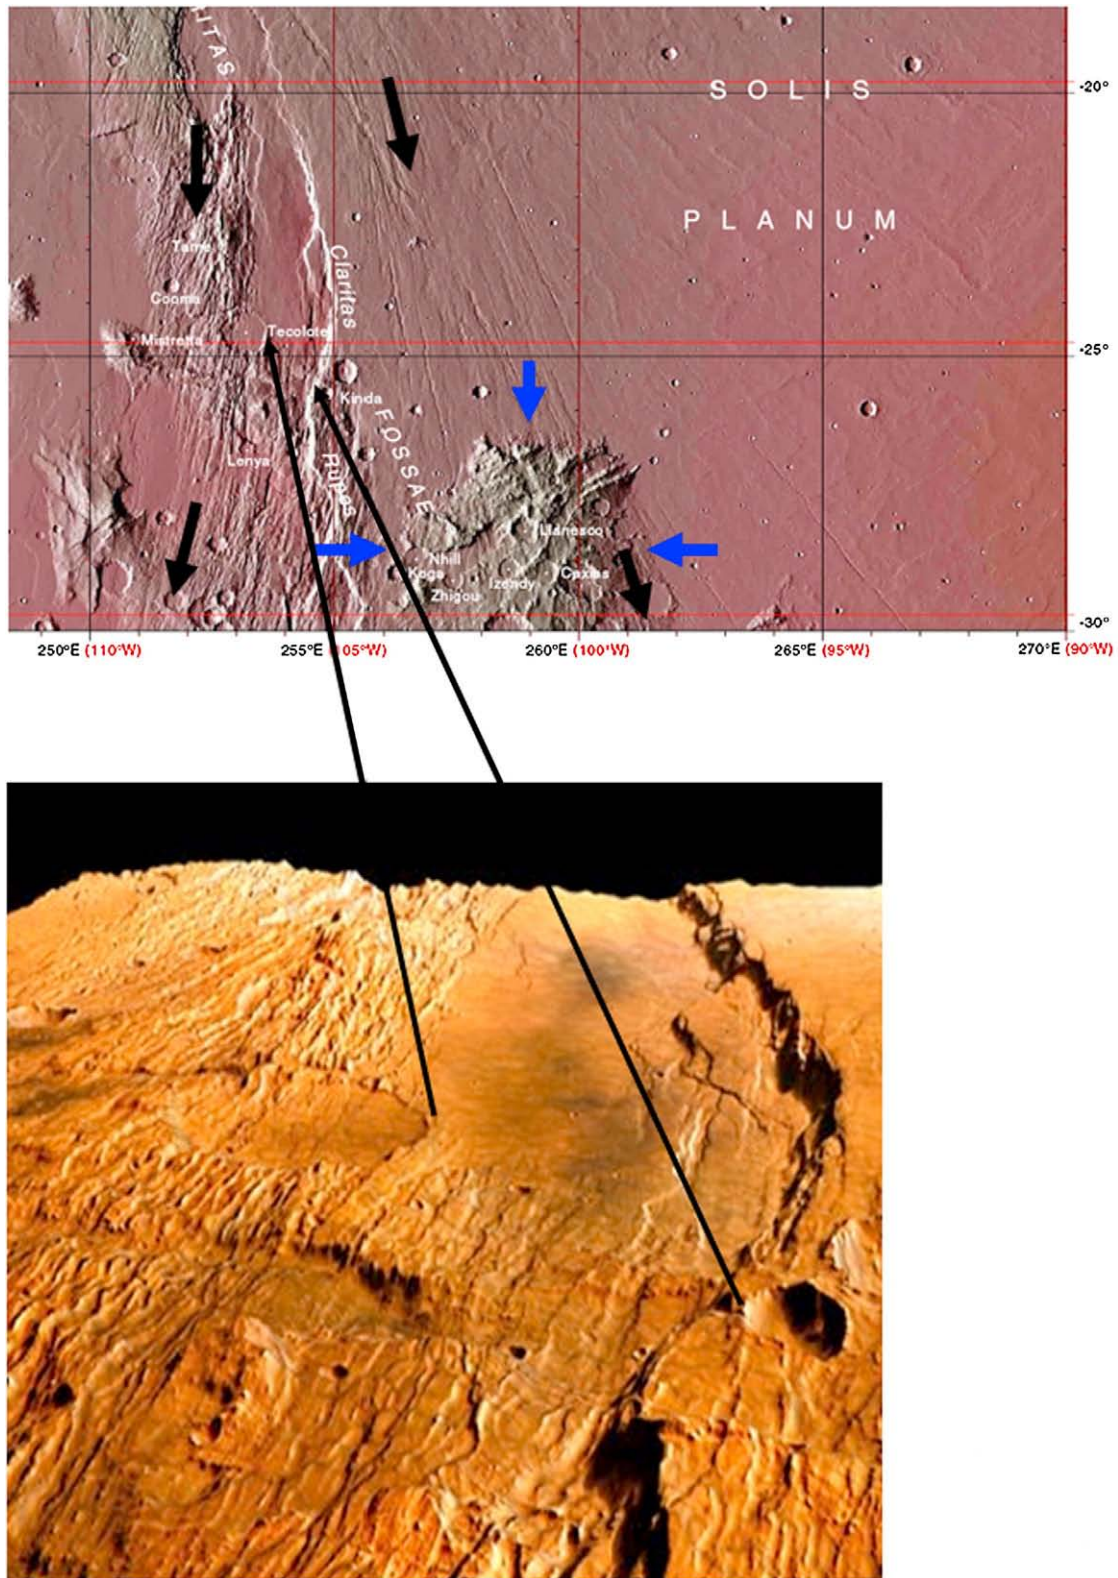 ITAS
SOLIS
-20°
PLANUM
Tame
Claritas
Cooma
Tecolote
Mistretta
-25°
Kinda
FOSSAE
Lenya
Rupes
Llanesco
Nhill
Koga
Izendy
Caxias
Zhigou
-30°
250°E (110°W)
255°E (105°W)
260°E (100°W)
265°E (95°W)
270°E (90°W)